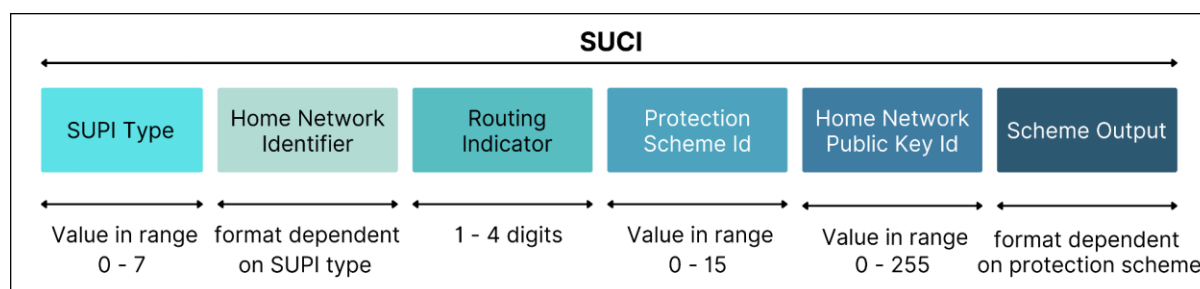 SUCI
SUPI Type
Home Network
Identifier
Routing
Indicator
Protection
Scheme Id
Home Network
Public Key Id
Scheme Output
Value in range
0 - 7
format dependent
on SUPI type
1 - 4 digits
Value in range
0 - 15
Value in range
0 - 255
format dependent
on protection scheme